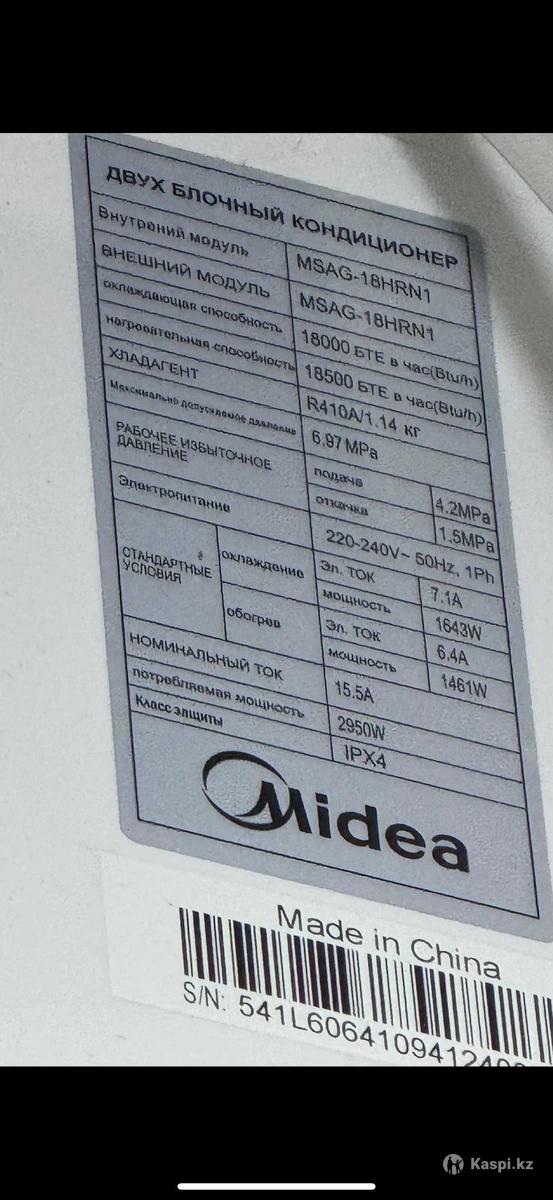 ДВУХ БЛОЧНЫЙ КОНДИЦИОНЕР
Внутрений модуль MSAG-18HRN1
ВНЕШНИЙ МОДУЛЬ MSAG-18HRN1
охлаждающая способность 18000 БТЕ в час(Btu/h)
нагревательная способность 18500 БТЕ в час(Btu/h)
ХЛАДАГЕНТ R410A/1.14 кг
Максимально допускаемое давление 6.97 MPa
РАБОЧЕЕ ИЗБЫТОЧНОЕ ДАВЛЕНИЕ
подача 4.2MPa
откачка 1.5MPa
Электропитание 220-240V~ 50Hz, 1Ph
СТАНДАРТНЫЕ УСЛОВИЯ
охлаждение Эл. ТОК 7.1A
мощность 1643W
обогрев Эл. ТОК 6.4A
мощность 1461W
НОМИНАЛЬНЫЙ ТОК 15.5A
потребляемая мощность 2950W
Класс защиты IPX4
Midea
Made in China
S/N: 541L606410941240
Kaspi.kz